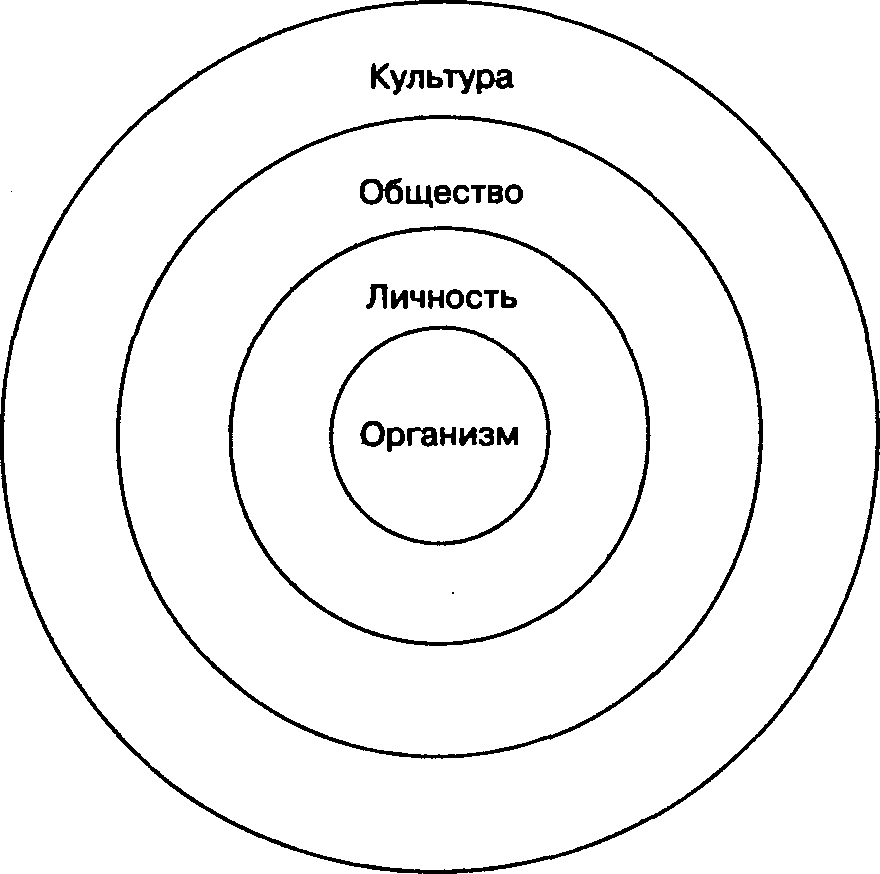 Культура
Общество
Личность
Организм